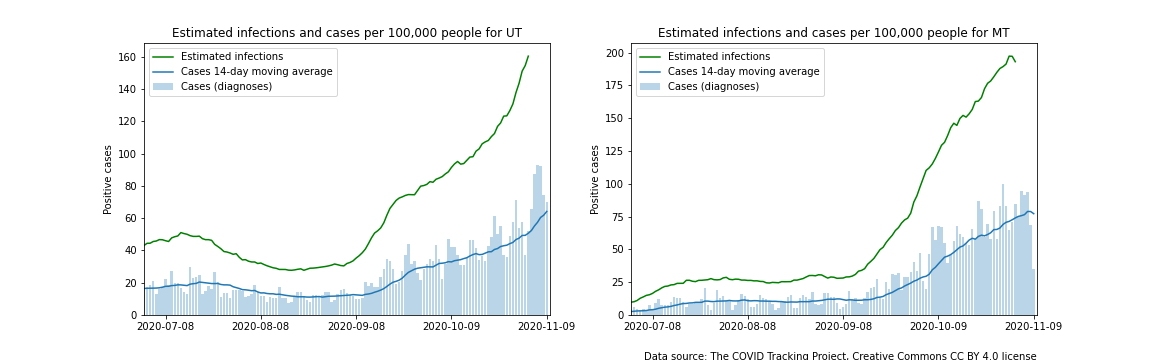 Estimated infections and cases per 100,000 people for UT
Positive cases
160
140
120
100
80
60
40
20
0
Estimated infections
Cases 14-day moving average
Cases (diagnoses)
2020-07-08 2020-08-08 2020-09-08 2020-10-09 2020-11-09
Estimated infections and cases per 100,000 people for MT
Positive cases
200
175
150
125
100
75
50
25
0
Estimated infections
Cases 14-day moving average
Cases (diagnoses)
2020-07-08 2020-08-08 2020-09-08 2020-10-09 2020-11-09
Data source: The COVID Tracking Project, Creative Commons CC BY 4.0 license